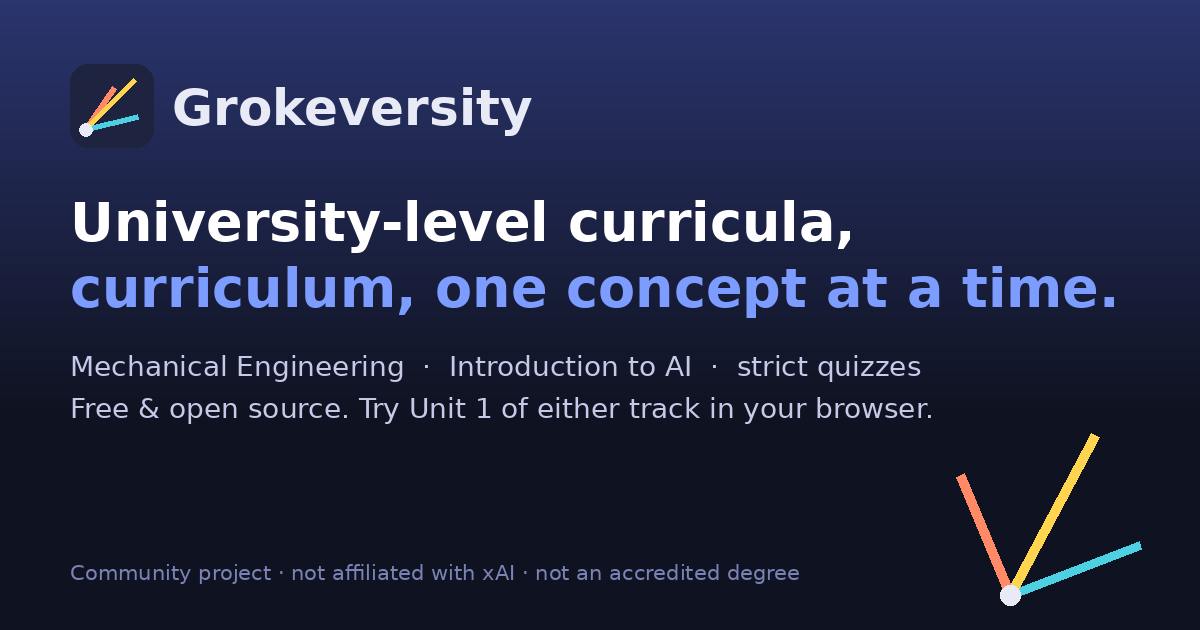 Grokeversity
University-level curricula,
curriculum, one concept at a time.
Mechanical Engineering · Introduction to AI · strict quizzes
Free & open source. Try Unit 1 of either track in your browser.
Community project · not affiliated with xAI · not an accredited degree